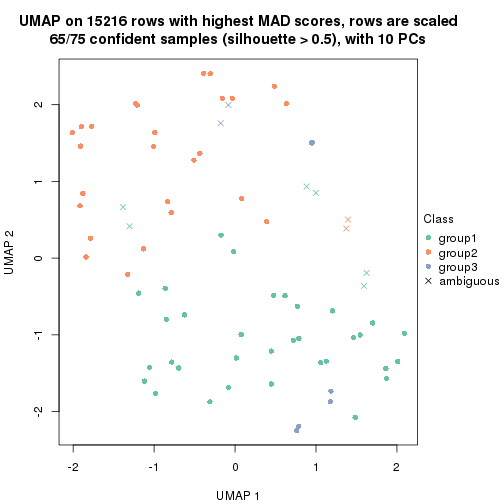 UMAP on 15216 rows with highest MAD scores, rows are scaled
65/75 confident samples (silhouette > 0.5), with 10 PCs
UMAP 2
2
1
0
-1
-2
-2
-1
0
1
2
UMAP 1
Class
group1
group2
group3
ambiguous